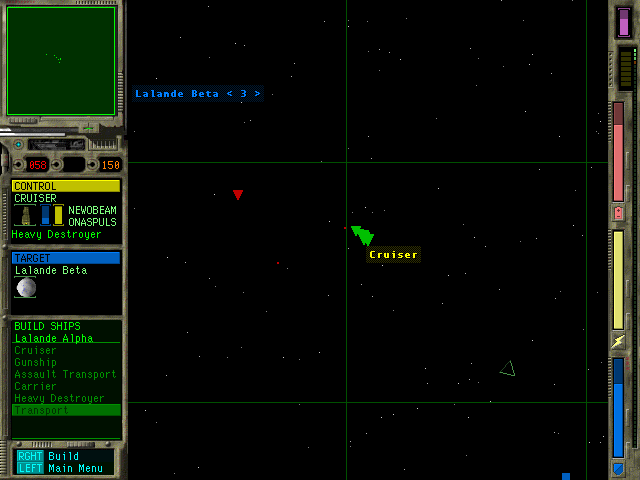 Lalande Beta < 3 >
058 150
CONTROL
CRUISER
NEWOBEAM
ONASPULS
Heavy Destroyer
Cruiser
TARGET
Lalande Beta
BUILD SHIPS
Lalande Alpha
Cruiser
Gunship
Assault Transport
Carrier
Heavy Destroyer
Transport
RGHT Build
LEFT Main Menu